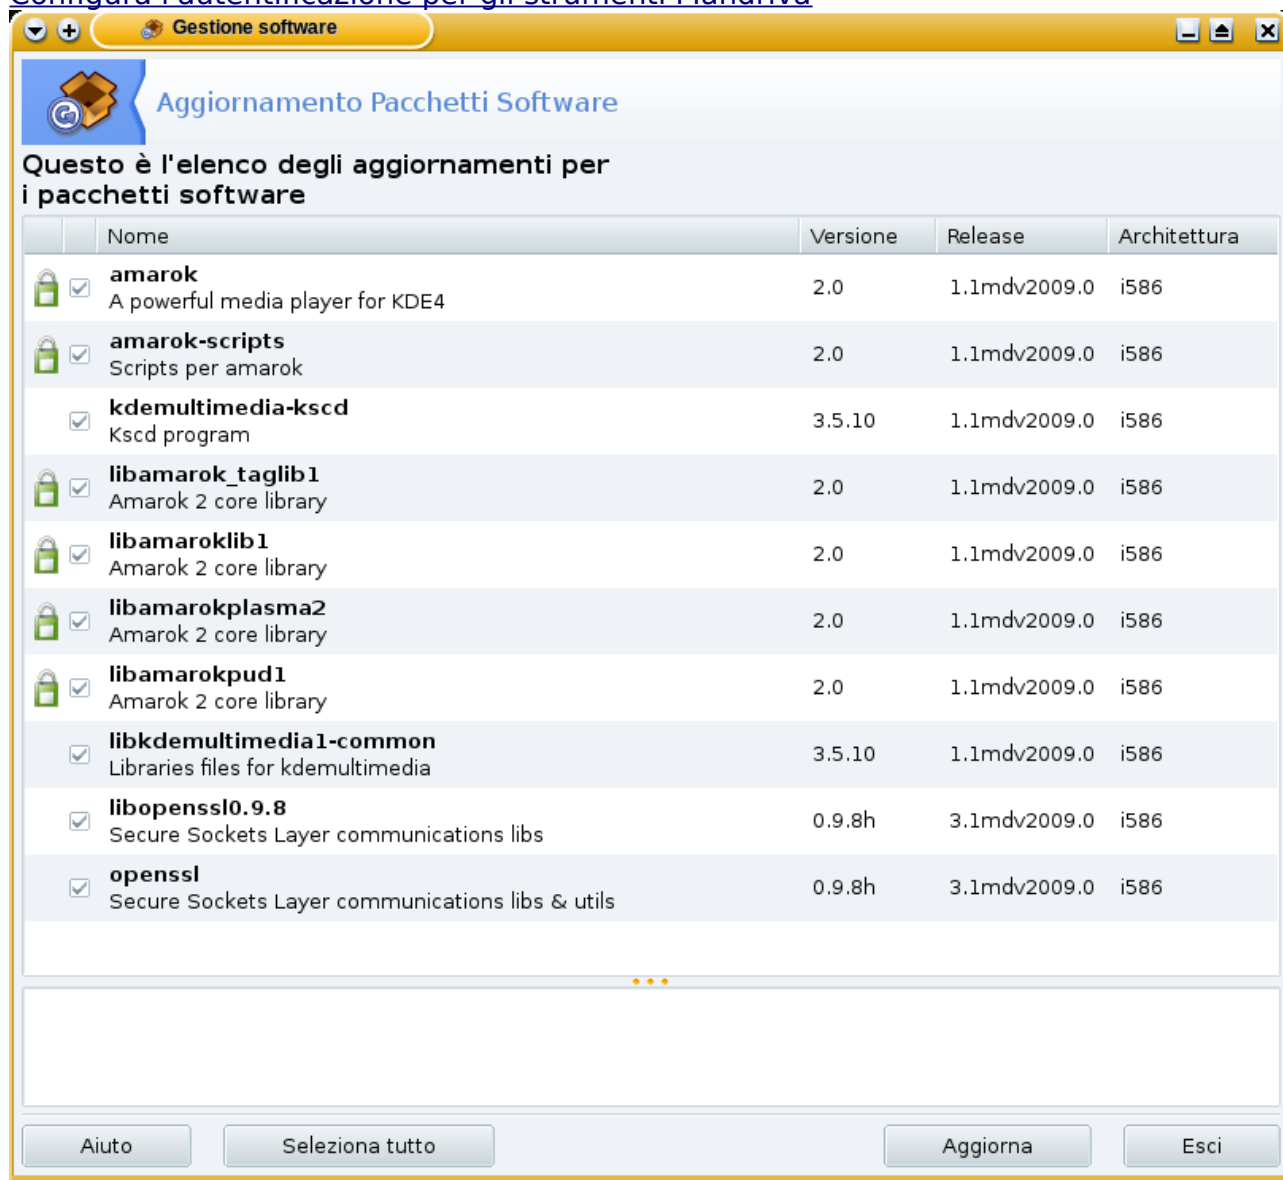 Configura l'autentificazione per gli strumenti Mandriva
Gestione software
Aggiornamento Pacchetti Software
Questo è l'elenco degli aggiornamenti per
i pacchetti software
Nome Versione Release Architettura
amarok
A powerful media player for KDE4
2.0 1.1mdv2009.0 i586
amarok-scripts
Scripts per amarok
2.0 1.1mdv2009.0 i586
kdemultimedia-kscd
Kscd program
3.5.10 1.1mdv2009.0 i586
libamarok_taglib1
Amarok 2 core library
2.0 1.1mdv2009.0 i586
libamaroklib1
Amarok 2 core library
2.0 1.1mdv2009.0 i586
libamarokplasma2
Amarok 2 core library
2.0 1.1mdv2009.0 i586
libamarokpud1
Amarok 2 core library
2.0 1.1mdv2009.0 i586
libkdemultimedia1-common
Libraries files for kdemultimedia
3.5.10 1.1mdv2009.0 i586
libopenssl0.9.8
Secure Sockets Layer communications libs
0.9.8h 3.1mdv2009.0 i586
openssl
Secure Sockets Layer communications libs & utils
0.9.8h 3.1mdv2009.0 i586
Aiuto Seleziona tutto Aggiorna Esci